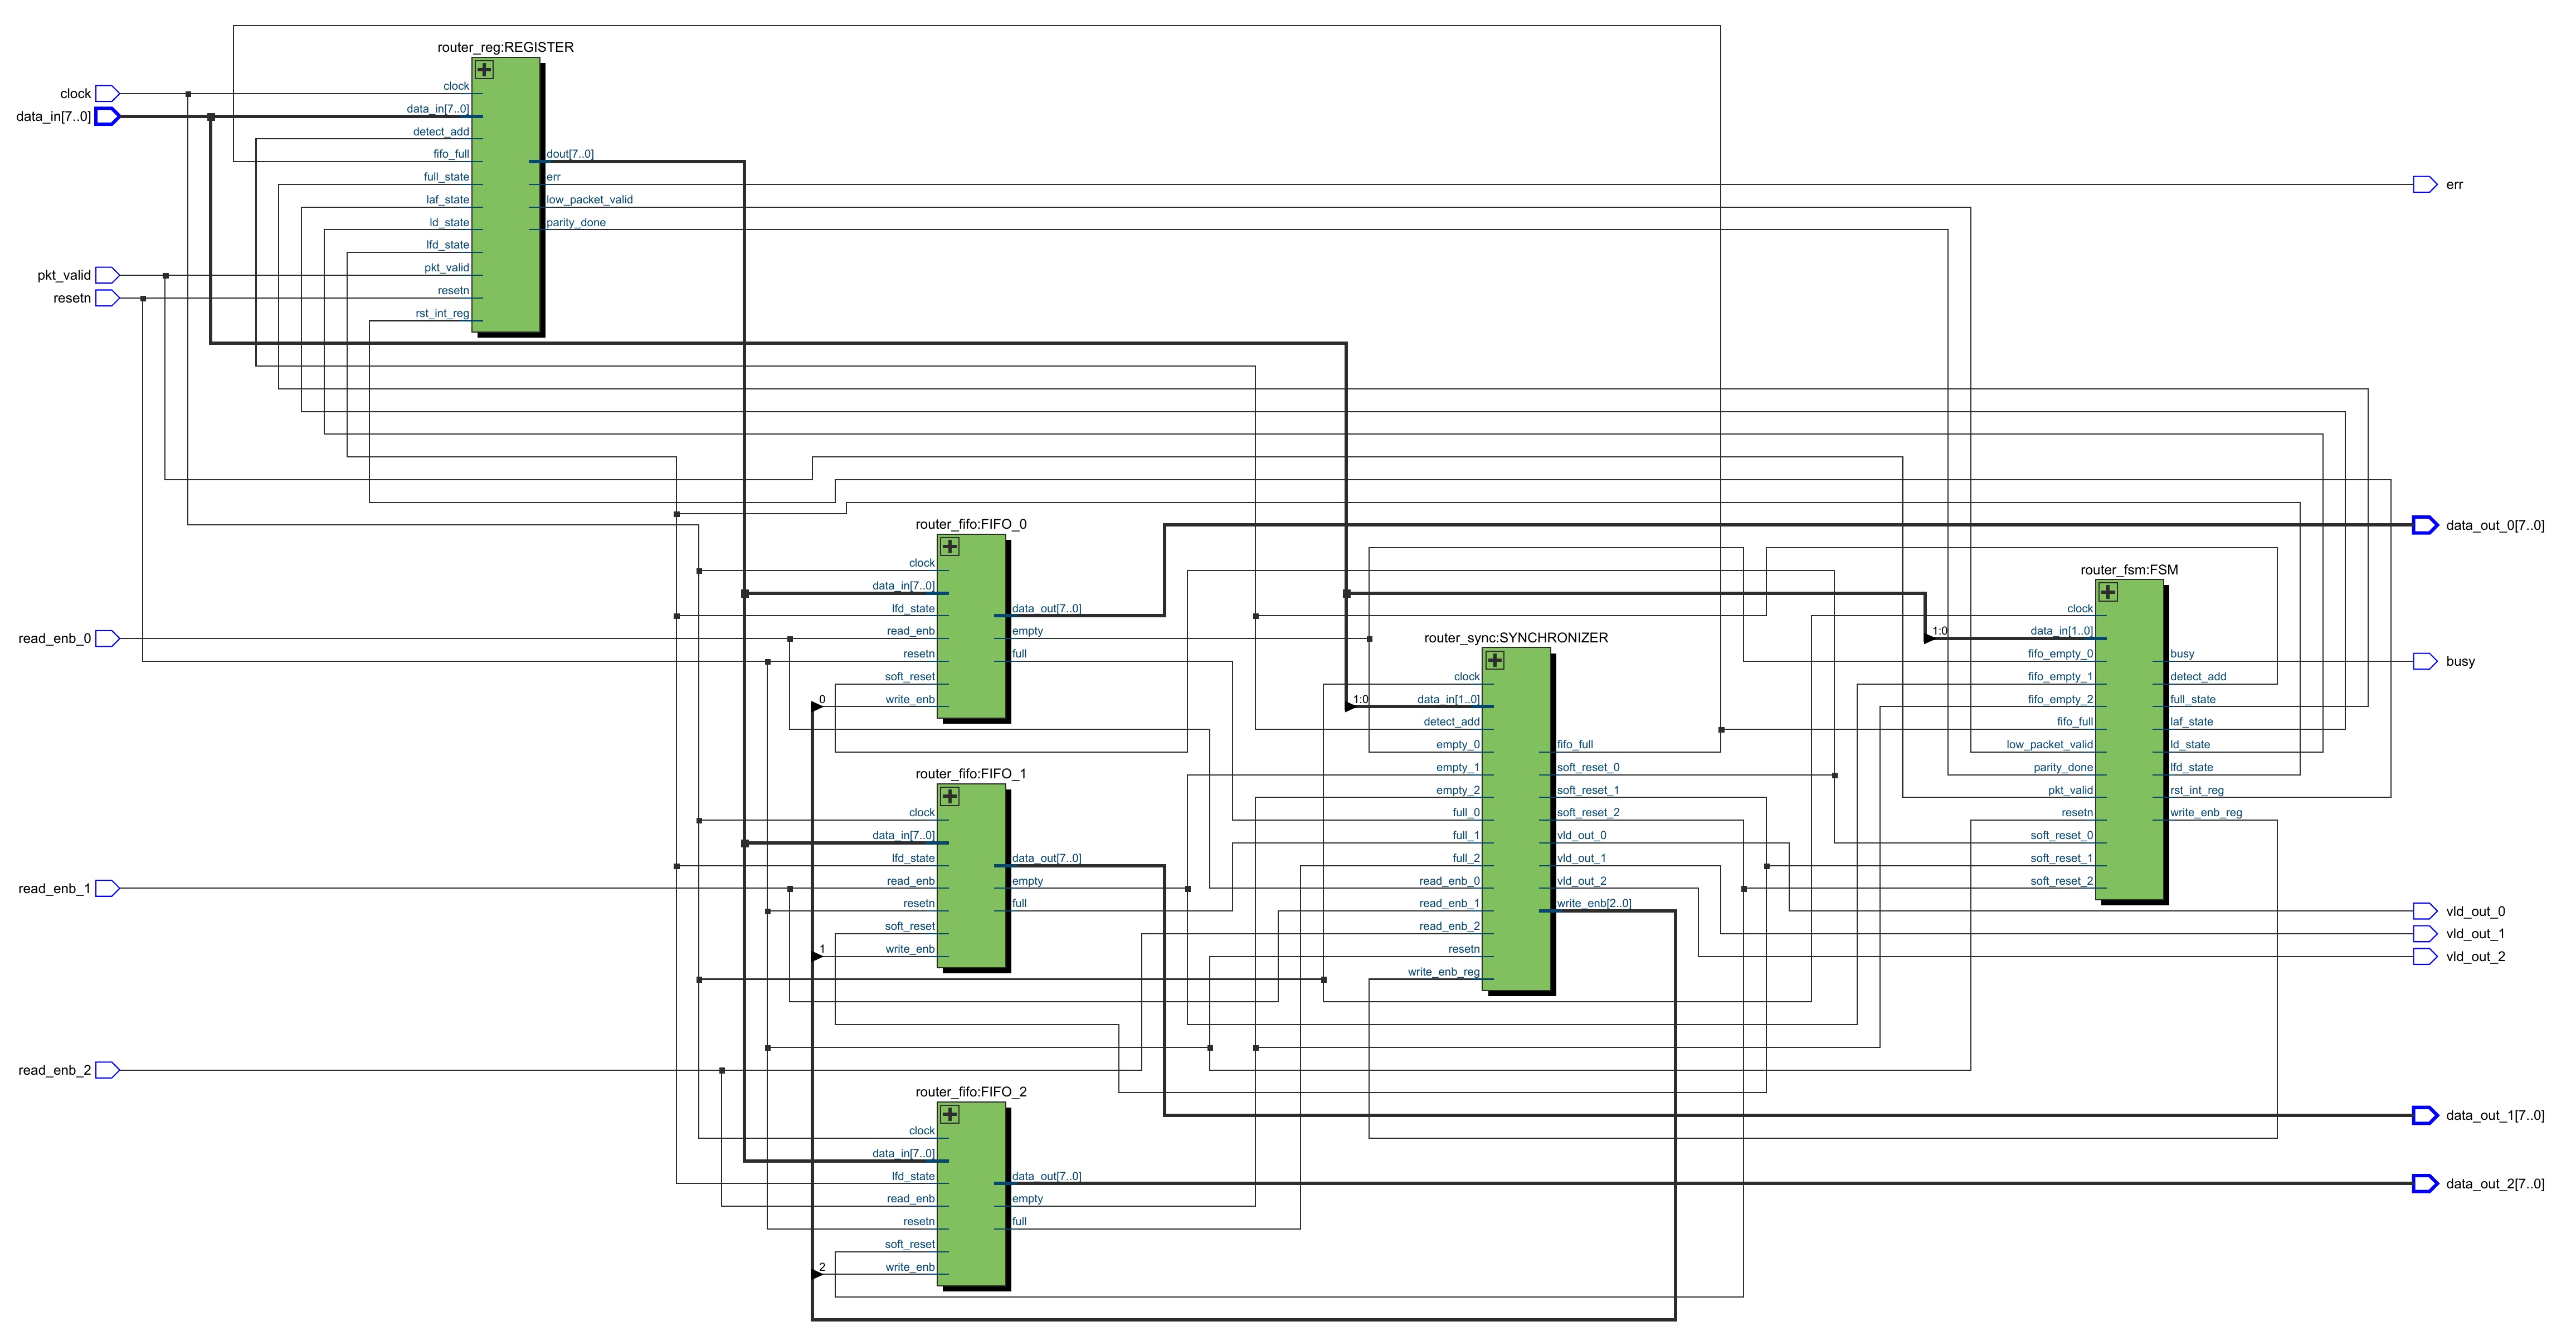 router_reg:REGISTER
clock
data_in[7..0]
pkt_valid
resetn
clock
data_in[7..0]
detect_add
fifo_full
full_state
laf_state
ld_state
lfd_state
pkt_valid
resetn
rst_int_reg
dout[7..0]
err
low_packet_valid
parity_done
err
router_fifo:FIFO_0
read_enb_0
clock
data_in[7..0]
lfd_state
read_enb
resetn
soft_reset
write_enb
0
data_out[7..0]
empty
full
data_out_0[7..0]
router_fifo:FIFO_1
read_enb_1
clock
data_in[7..0]
lfd_state
read_enb
resetn
soft_reset
write_enb
1
data_out[7..0]
empty
full
router_fifo:FIFO_2
read_enb_2
clock
data_in[7..0]
lfd_state
read_enb
resetn
soft_reset
write_enb
2
data_out[7..0]
empty
full
router_sync:SYNCHRONIZER
clock
1:0
data_in[1..0]
detect_add
empty_0
empty_1
empty_2
full_0
full_1
full_2
read_enb_0
read_enb_1
read_enb_2
resetn
write_enb_reg
fifo_full
soft_reset_0
soft_reset_1
soft_reset_2
vld_out_0
vld_out_1
vld_out_2
write_enb[2..0]
router_fsm:FSM
clock
1:0
data_in[1..0]
fifo_empty_0
fifo_empty_1
fifo_empty_2
fifo_full
low_packet_valid
parity_done
pkt_valid
resetn
soft_reset_0
soft_reset_1
soft_reset_2
busy
detect_add
full_state
laf_state
ld_state
lfd_state
rst_int_reg
write_enb_reg
busy
vld_out_0
vld_out_1
vld_out_2
data_out_1[7..0]
data_out_2[7..0]